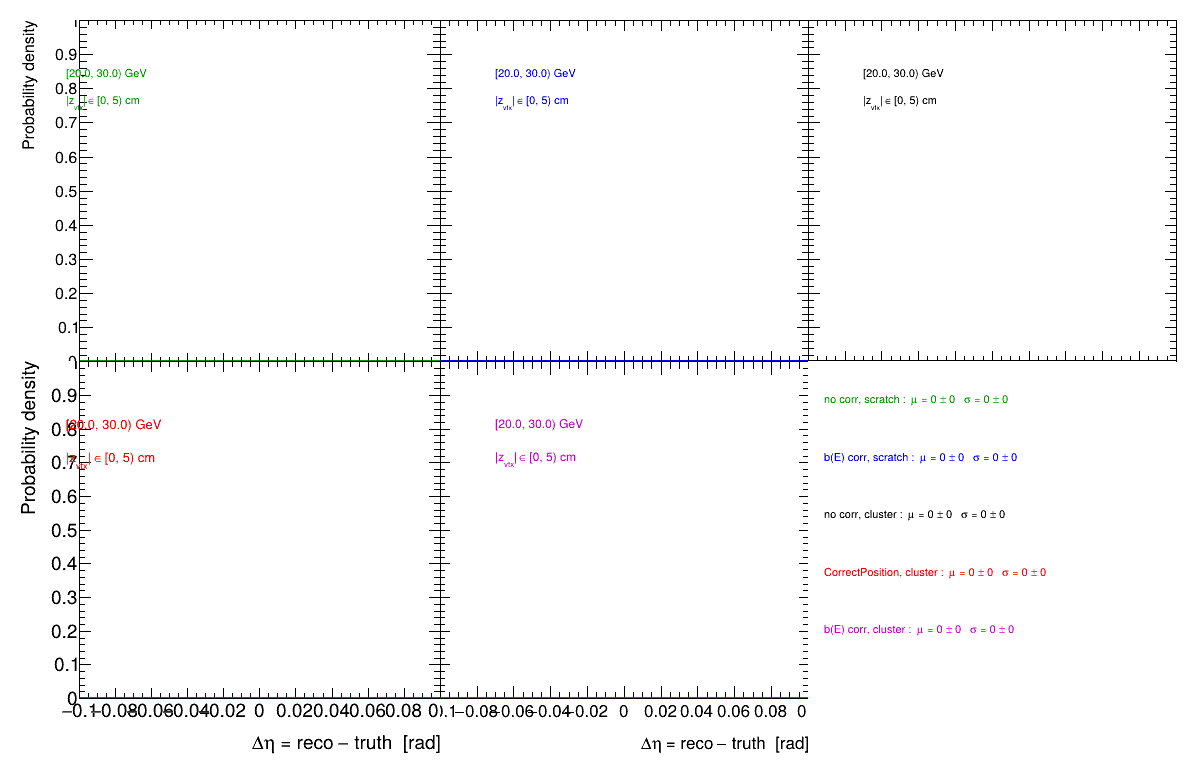 Probability density
0.9
0.8
0.7
0.6
0.5
0.4
0.3
0.2
0.1
[20.0, 30.0) GeV
|z_vtx| ∈ [0, 5) cm
[20.0, 30.0) GeV
|z_vtx| ∈ [0, 5) cm
[20.0, 30.0) GeV
|z_vtx| ∈ [0, 5) cm
Probability density
0.9
0.8
0.7
0.6
0.5
0.4
0.3
0.2
0.1
0
[20.0, 30.0) GeV
|z_vtx| ∈ [0, 5) cm
−0.1 −0.08 −0.06 −0.04 −0.02 0 0.02 0.04 0.06 0.08 0.1
Δη = reco − truth [rad]
[20.0, 30.0) GeV
|z_vtx| ∈ [0, 5) cm
−0.08 −0.06 −0.04 −0.02 0 0.02 0.04 0.06 0.08 0
Δη = reco − truth [rad]
no corr, scratch : μ = 0 ± 0 σ = 0 ± 0
b(E) corr, scratch : μ = 0 ± 0 σ = 0 ± 0
no corr, cluster : μ = 0 ± 0 σ = 0 ± 0
CorrectPosition, cluster : μ = 0 ± 0 σ = 0 ± 0
b(E) corr, cluster : μ = 0 ± 0 σ = 0 ± 0